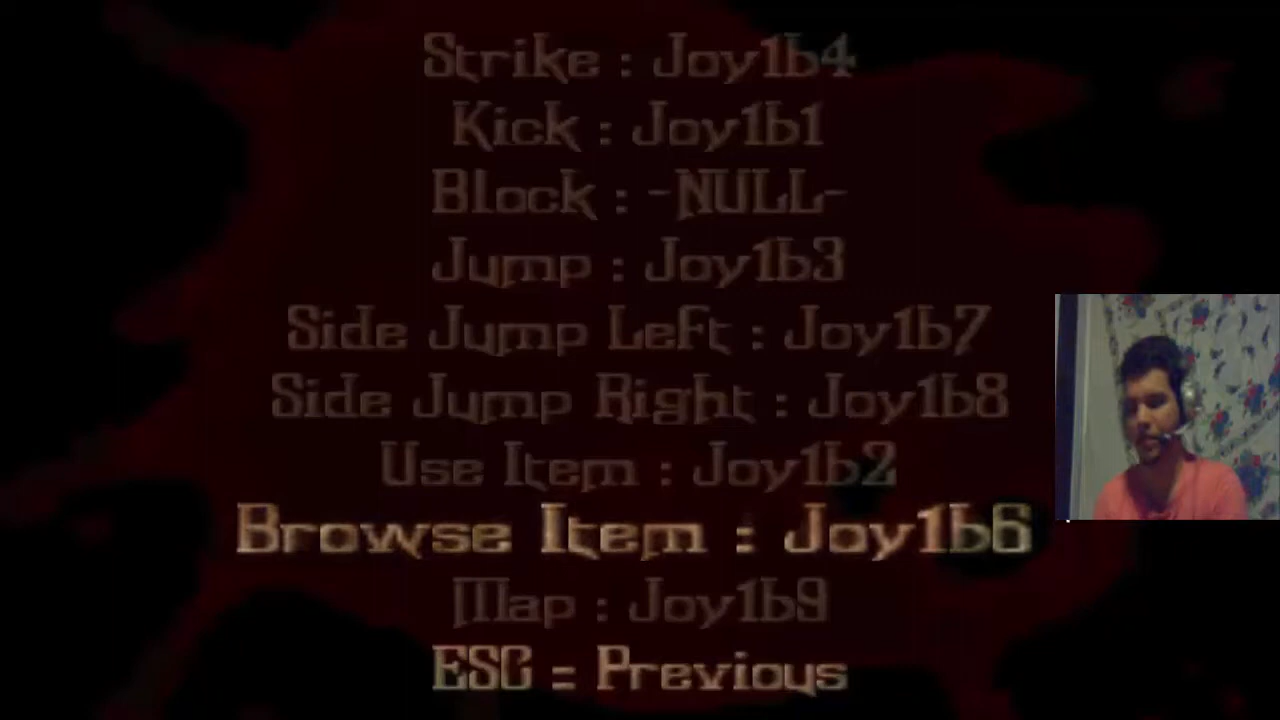 Strike : Joy1b4
Kick : Joy1b1
Block : -NULL-
Jump : Joy1b3
Side Jump Left : Joy1b7
Side Jump Right : Joy1b8
Use Item : Joy1b2
Browse Item : Joy1b6
Map : Joy1b9
ESC = Previous